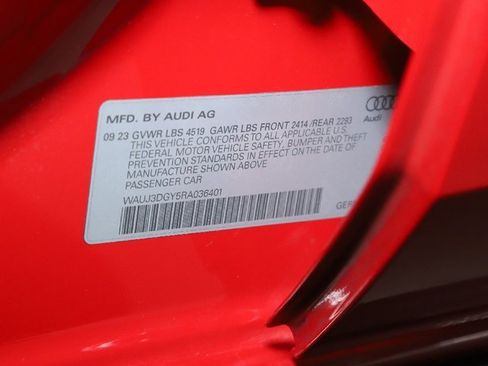 MFD. BY AUDI AG
Audi
09 23 GVWR LBS 4519 GAWR LBS FRONT 2414 /REAR 2293
THIS VEHICLE CONFORMS TO ALL APPLICABLE U.S.
FEDERAL MOTOR VEHICLE SAFETY, BUMPER AND THEFT
PREVENTION STANDARDS IN EFFECT ON THE DATE OF
MANUFACTURE SHOWN ABOVE
PASSENGER CAR
WAUJ3DGY5RA036401